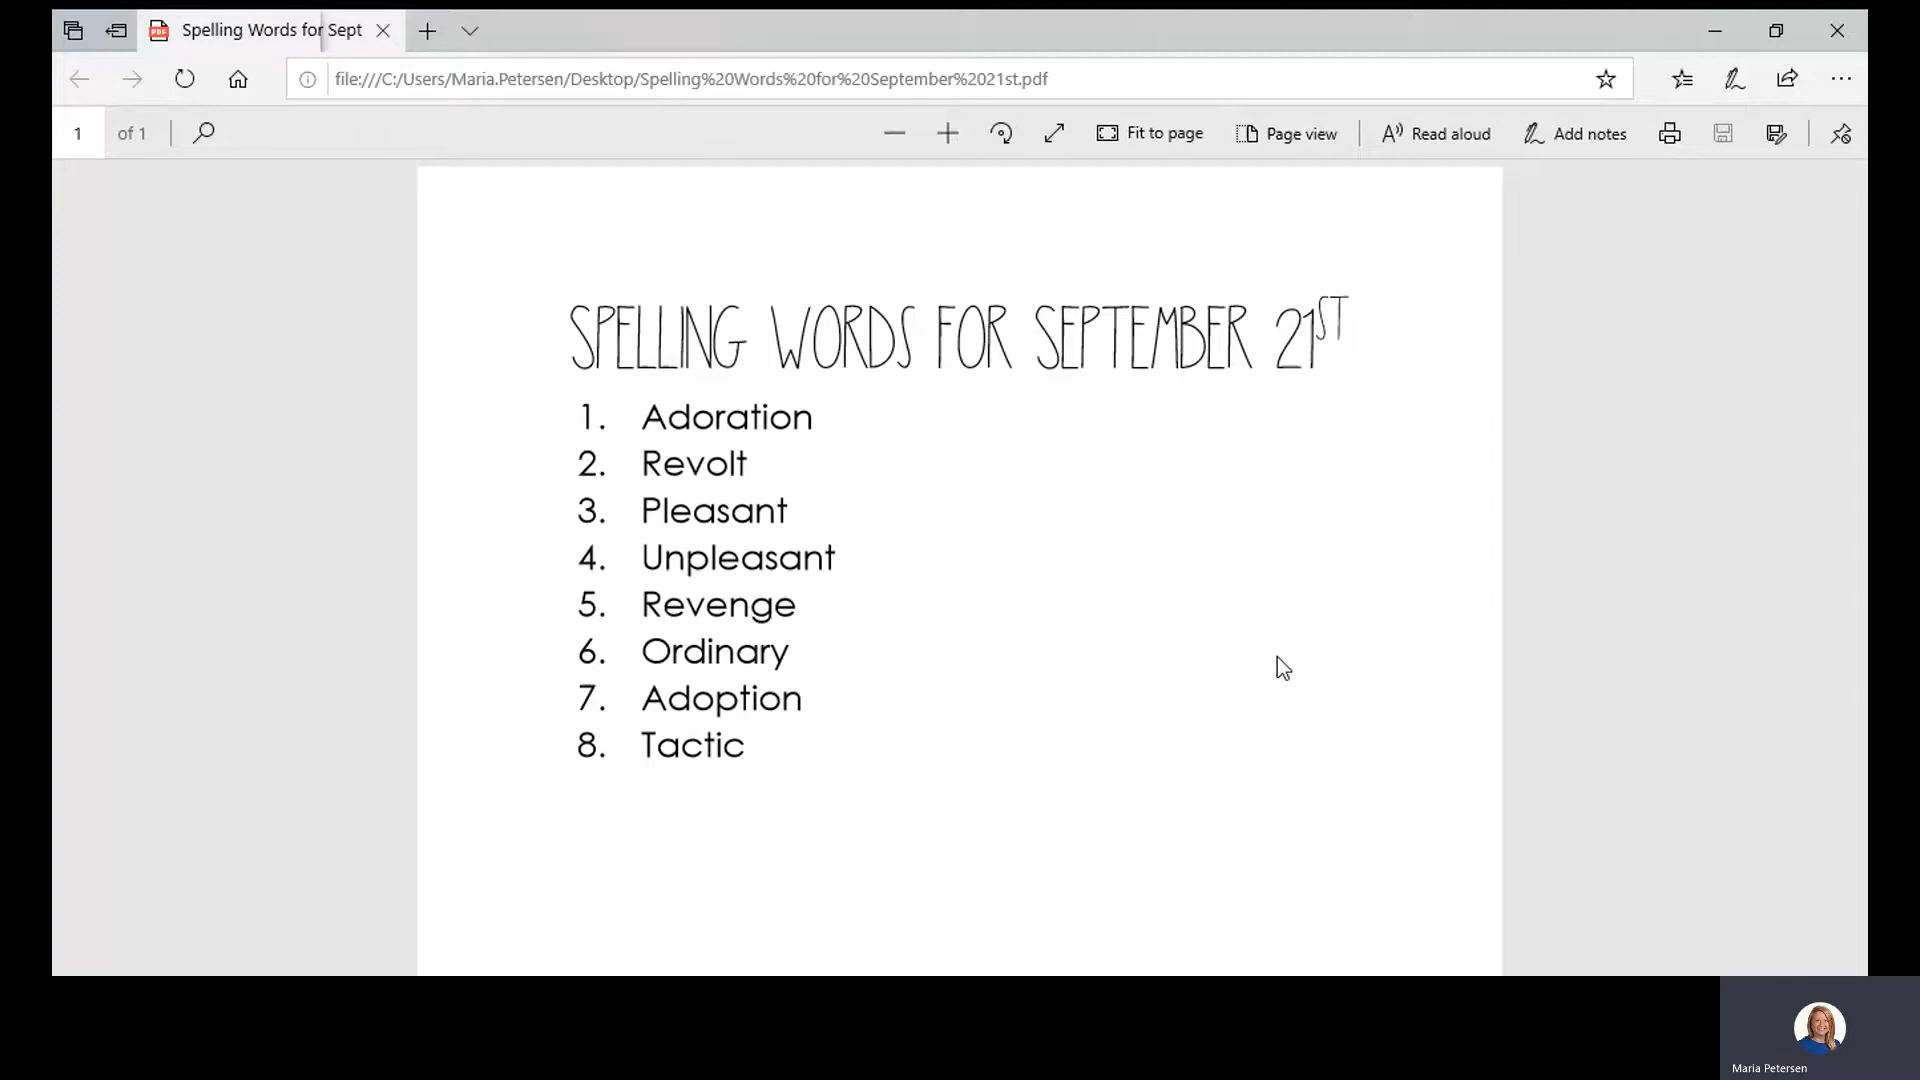 Spelling Words for Sept
file:///C:/Users/Maria.Petersen/Desktop/Spelling%20Words%20for%20September%2021st.pdf
1 of 1 Fit to page Page view Read aloud Add notes
SPELLING WORDS FOR SEPTEMBER 21ST
1. Adoration
2. Revolt
3. Pleasant
4. Unpleasant
5. Revenge
6. Ordinary
7. Adoption
8. Tactic
Maria Petersen